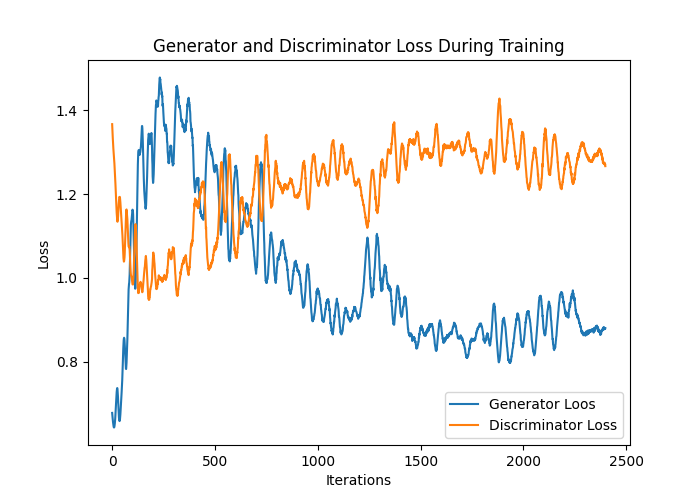 Generator and Discriminator Loss During Training
1.4
1.2
1.0
0.8
Loss
Generator Loos
Discriminator Loss
0
500
1000
1500
2000
2500
Iterations